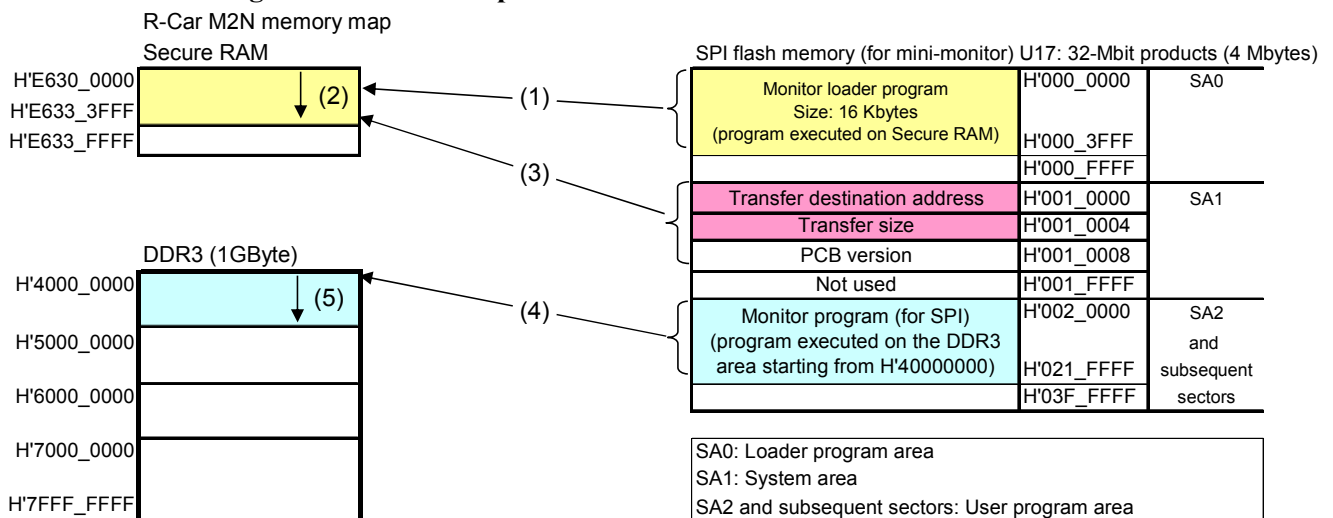 R-Car M2N memory map
Secure RAM
H'E630_0000
H'E633_3FFF
H'E633_FFFF
(2)
(1)
(3)
DDR3 (1GByte)
H'4000_0000
H'5000_0000
H'6000_0000
H'7000_0000
H'7FFF_FFFF
(5)
(4)
SPI flash memory (for mini-monitor) U17: 32-Mbit products (4 Mbytes)
Monitor loader program
Size: 16 Kbytes
(program executed on Secure RAM)
H'000_0000
SA0
H'000_3FFF
H'000_FFFF
Transfer destination address
H'001_0000
SA1
Transfer size
H'001_0004
PCB version
H'001_0008
Not used
H'001_FFFF
Monitor program (for SPI)
(program executed on the DDR3
area starting from H'40000000)
H'002_0000
H'021_FFFF
H'03F_FFFF
SA2
and
subsequent
sectors
SA0: Loader program area
SA1: System area
SA2 and subsequent sectors: User program area